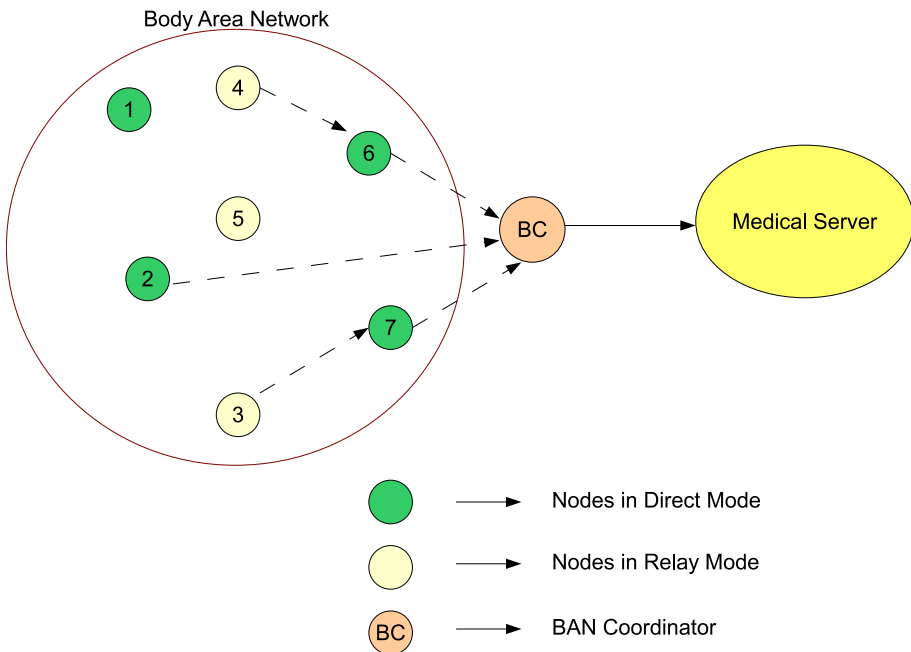 Body Area Network
4
1
6
5
BC
Medical Server
2
7
3
Nodes in Direct Mode
Nodes in Relay Mode
BC
BAN Coordinator